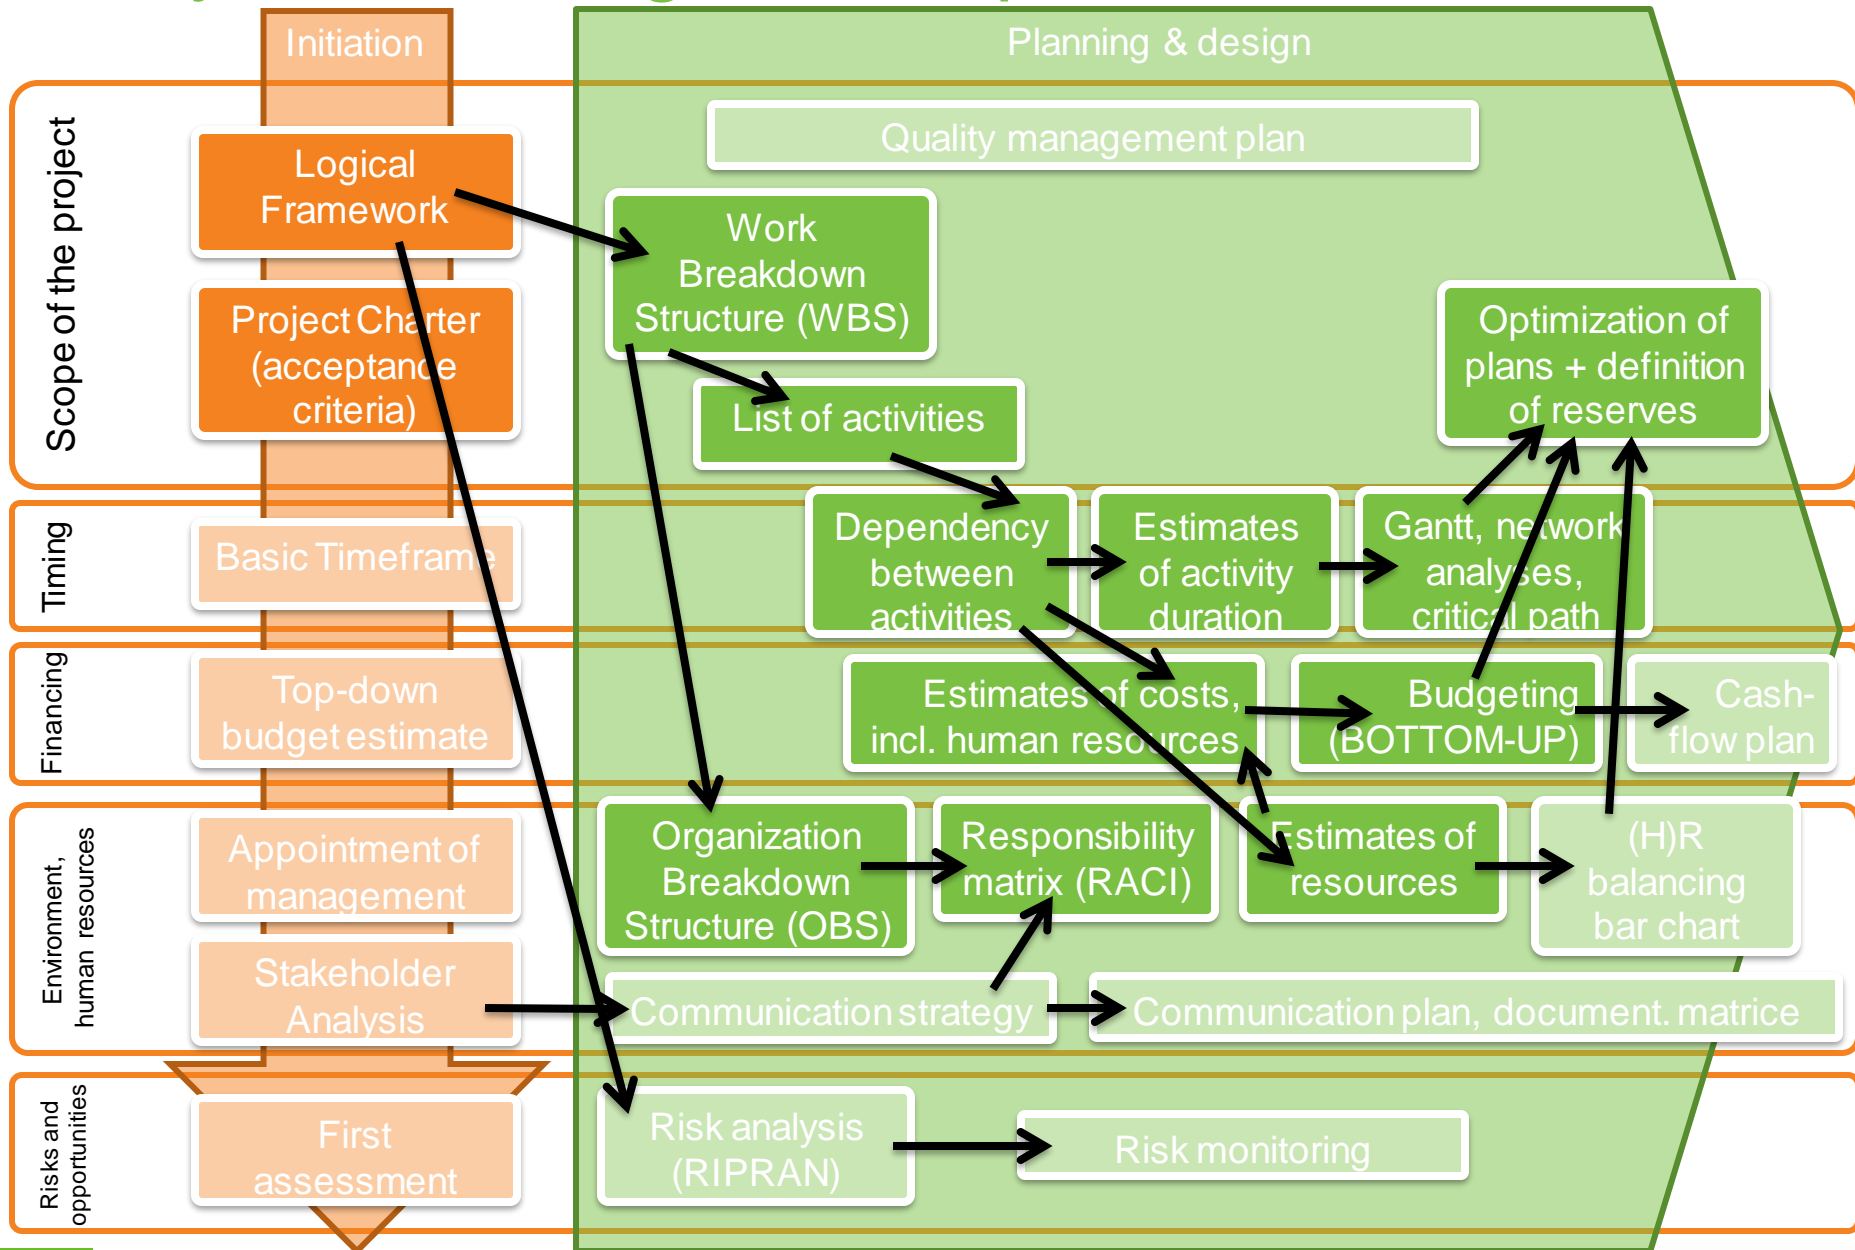 Initiation
Planning & design
Scope of the project
Logical
Framework
Project Charter
(acceptance
criteria)
Quality management plan
Work
Breakdown
Structure (WBS)
List of activities
Optimization of
plans + definition
of reserves
Timing
Basic Timeframe
Dependency
between
activities
Estimates
of activity
duration
Gantt, network
analyses,
critical path
Financing
Top-down
budget estimate
Estimates of costs,
incl. human resources
Budgeting
(BOTTOM-UP)
Cash-
flow plan
Environment,
human resources
Appointment of
management
Stakeholder
Analysis
Organization
Breakdown
Structure (OBS)
Responsibility
matrix (RACI)
Estimates of
resources
(H)R
balancing
bar chart
Communication strategy
Communication plan, document. matrice
Risks and
opportunities
First
assessment
Risk analysis
(RIPRAN)
Risk monitoring